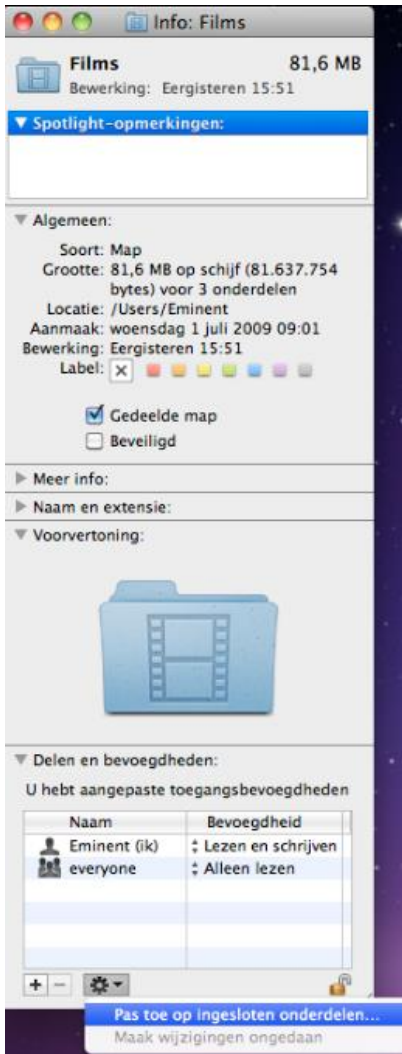 Info: Films
Films 81,6 MB
Bewerking: Eergisteren 15:51
Spotlight-opmerkingen:
Algemeen:
Soort: Map
Grootte: 81,6 MB op schijf (81.637.754
bytes) voor 3 onderdelen
Locatie: /Users/Eminent
Aanmaak: woensdag 1 juli 2009 09:01
Bewerking: Eergisteren 15:51
Label:
Gedeelde map
Beveiligd
Meer info:
Naam en extensie:
Voorvertoning:
Delen en bevoegdheden:
U hebt aangepaste toegangsbevoegdheden
Naam Bevoegdheid
Eminent (ik) Lezen en schrijven
everyone Alleen lezen
Pas toe op ingesloten onderdelen...
Maak wijzigingen ongedaan